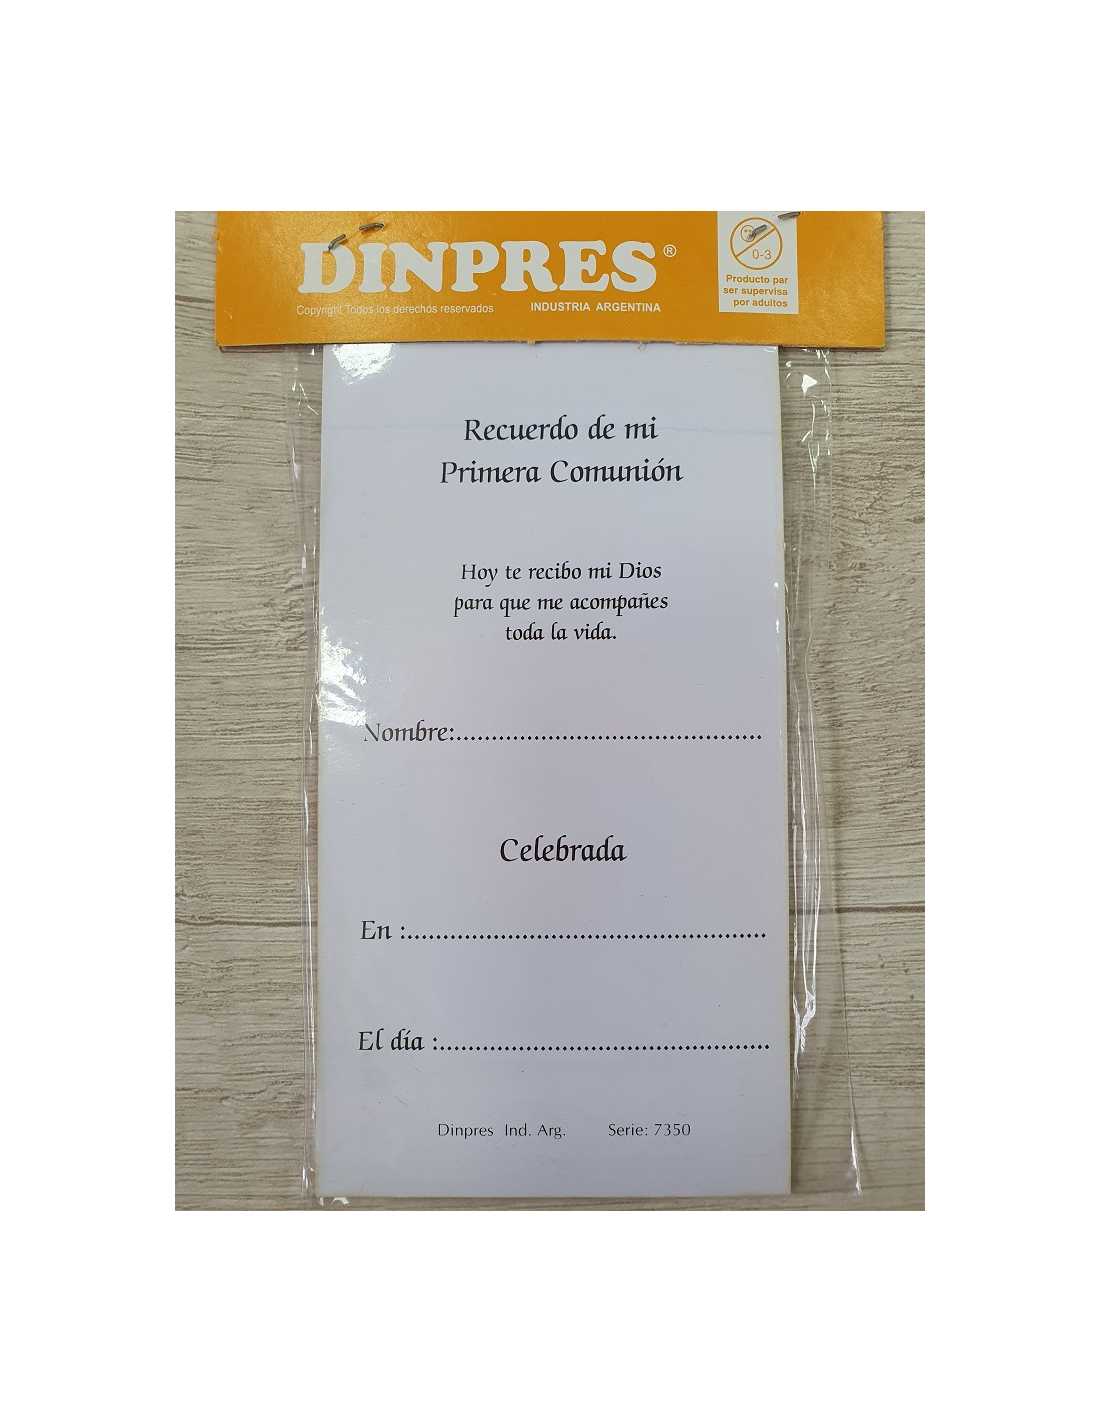 DINPRES®
Copyright Todos los derechos reservados INDUSTRIA ARGENTINA
0-3
Producto par
ser supervisa
por adultos
Recuerdo de mi
Primera Comunión
Hoy te recibo mi Dios
para que me acompañes
toda la vida.
Nombre:...........................................
Celebrada
En :..................................................
El día :..............................................
Dinpres Ind. Arg. Serie: 7350